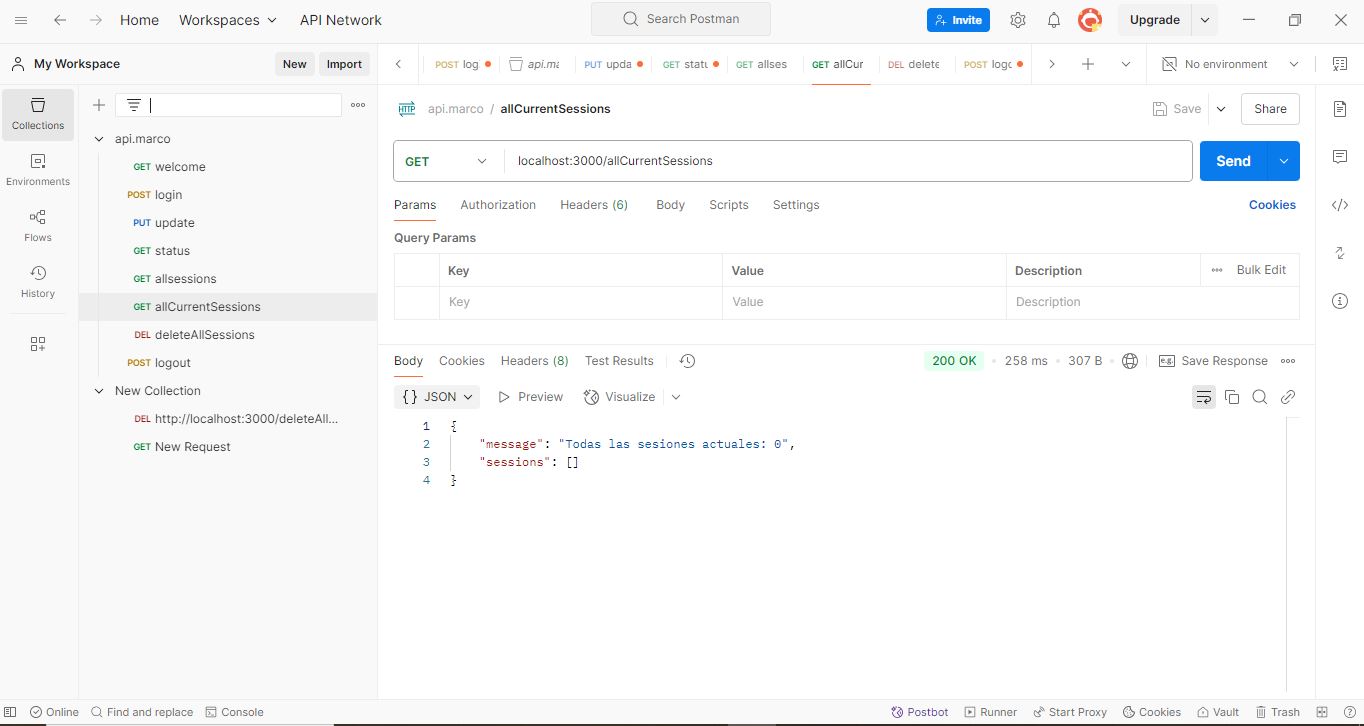 Home Workspaces API Network Search Postman Invite Upgrade
My Workspace New Import POST log api.ma PUT upda GET statu GET allses GET allCur DEL delete POST logo No environment
Collections
Environments
Flows
History
api.marco
GET welcome
POST login
PUT update
GET status
GET allsessions
GET allCurrentSessions
DEL deleteAllSessions
POST logout
New Collection
DEL http://localhost:3000/deleteAll...
GET New Request
HTTP api.marco / allCurrentSessions Save Share
GET localhost:3000/allCurrentSessions Send
Params Authorization Headers (6) Body Scripts Settings Cookies
Query Params
Key Value Description Bulk Edit
Key Value Description
Body Cookies Headers (8) Test Results 200 OK 258 ms 307 B e.g. Save Response
{} JSON Preview Visualize
1 {
2 "message": "Todas las sesiones actuales: 0",
3 "sessions": []
4 }
Online Find and replace Console Postbot Runner Start Proxy Cookies Vault Trash